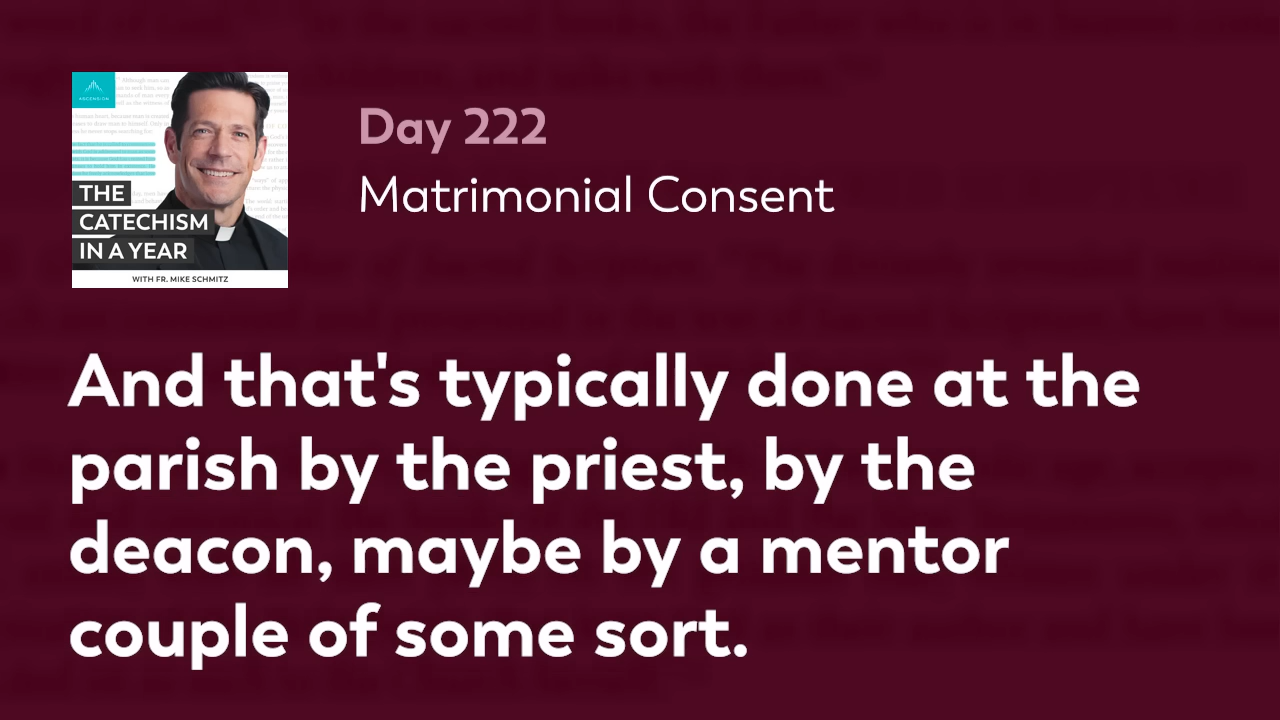 ASCENSION
THE
CATECHISM
IN A YEAR
WITH FR. MIKE SCHMITZ
Day 222
Matrimonial Consent
And that's typically done at the
parish by the priest, by the
deacon, maybe by a mentor
couple of some sort.